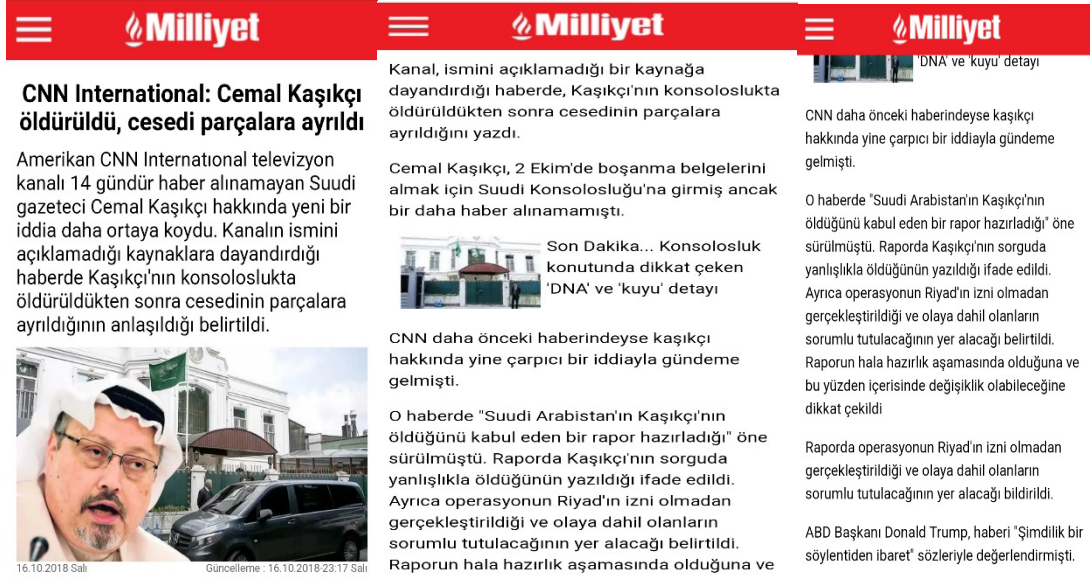 Milliyet
CNN International: Cemal Kaşıkçı
öldürüldü, cesedi parçalara ayrıldı
Amerikan CNN Internatıonal televizyon
kanalı 14 gündür haber alınamayan Suudi
gazeteci Cemal Kaşıkçı hakkında yeni bir
iddia daha ortaya koydu. Kanalın ismini
açıklamadığı kaynaklara dayandırdığı
haberde Kaşıkçı'nın konsoloslukta
öldürüldükten sonra cesedinin parçalara
ayrıldığının anlaşıldığı belirtildi.
16.10.2018 Salı
Güncelleme : 16.10.2018-23:17 Salı
Milliyet
Kanal, ismini açıklamadığı bir kaynağa
dayandırdığı haberde, Kaşıkçı'nın konsoloslukta
öldürüldükten sonra cesedinin parçalara
ayrıldığını yazdı.
Cemal Kaşıkçı, 2 Ekim'de boşanma belgelerini
almak için Suudi Konsolosluğu'na girmiş ancak
bir daha haber alınamamıştı.
Son Dakika... Konsolosluk
konutunda dikkat çeken
'DNA' ve 'kuyu' detayı
CNN daha önceki haberindeyse kaşıkçı
hakkında yine çarpıcı bir iddiayla gündeme
gelmişti.
O haberde "Suudi Arabistan'ın Kaşıkçı'nın
öldüğünü kabul eden bir rapor hazırladığı" öne
sürülmüştü. Raporda Kaşıkçı'nın sorguda
yanlışlıkla öldüğünün yazıldığı ifade edildi.
Ayrıca operasyonun Riyad'ın izni olmadan
gerçekleştirildiği ve olaya dahil olanların
sorumlu tutulacağının yer alacağı belirtildi.
Raporun hala hazırlık aşamasında olduğuna ve
Milliyet
'DNA' ve 'kuyu' detayı
CNN daha önceki haberindeyse kaşıkçı
hakkında yine çarpıcı bir iddiayla gündeme
gelmişti.
O haberde "Suudi Arabistan'ın Kaşıkçı'nın
öldüğünü kabul eden bir rapor hazırladığı" öne
sürülmüştü. Raporda Kaşıkçı'nın sorguda
yanlışlıkla öldüğünün yazıldığı ifade edildi.
Ayrıca operasyonun Riyad'ın izni olmadan
gerçekleştirildiği ve olaya dahil olanların
sorumlu tutulacağının yer alacağı belirtildi.
Raporun hala hazırlık aşamasında olduğuna ve
bu yüzden içerisinde değişiklik olabileceğine
dikkat çekildi
Raporda operasyonun Riyad'ın izni olmadan
gerçekleştirildiği ve olaya dahil olanların
sorumlu tutulacağının yer alacağı bildirildi.
ABD Başkanı Donald Trump, haberi "Şimdilik bir
söylentiden ibaret" sözleriyle değerlendirmişti.